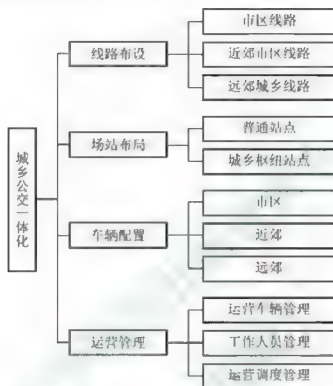 城乡公交一体化
线路布设
市区线路
近郊市区线路
远郊城乡线路
场站布局
普通站点
城乡枢纽站点
车辆配置
市区
近郊
远郊
运营管理
运营车辆管理
工作人员管理
运营调度管理